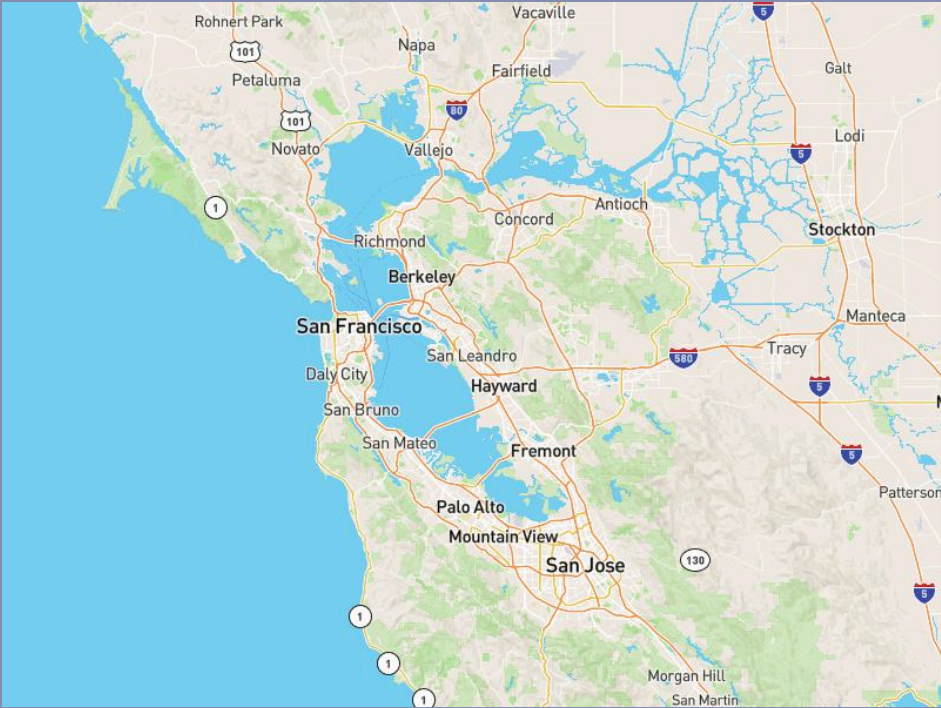 Vacaville
5
Rohnert Park
101
Napa
Fairfield
Galt
Petaluma
80
101
Lodi
Novato
Vallejo
5
Antioch
1
Concord
Stockton
Richmond
Berkeley
Manteca
San Francisco
Tracy
San Leandro
580
Daly City
Hayward
5
San Bruno
San Mateo
Fremont
5
Patterson
Palo Alto
Mountain View
San Jose
130
5
1
1
Morgan Hill
1
San Martin